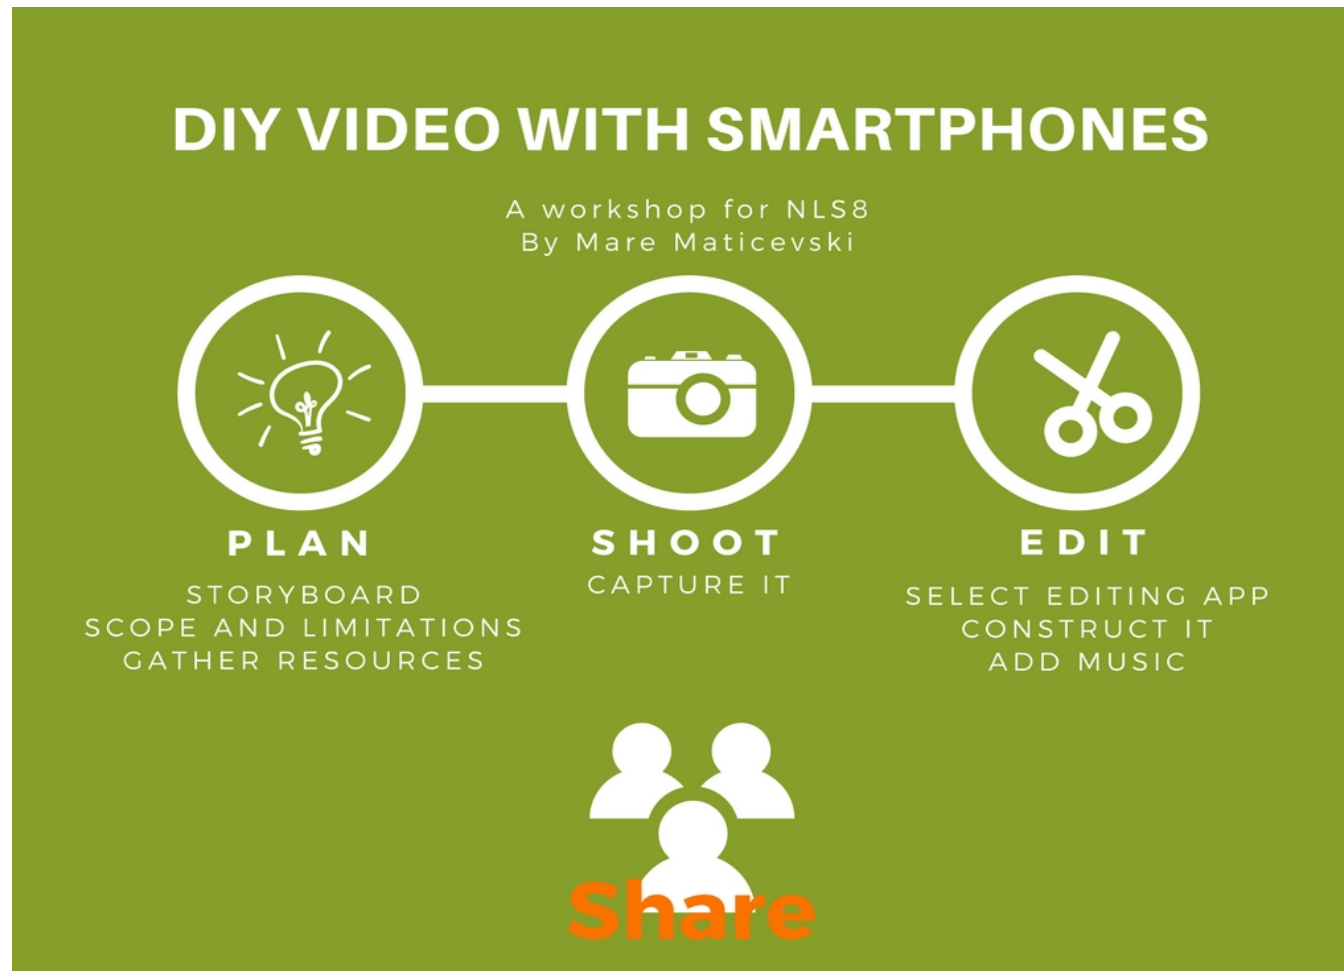 DIY VIDEO WITH SMARTPHONES
A workshop for NLS8
By Mare Maticevski
PLAN
STORYBOARD
SCOPE AND LIMITATIONS
GATHER RESOURCES
SHOOT
CAPTURE IT
EDIT
SELECT EDITING APP
CONSTRUCT IT
ADD MUSIC
Share